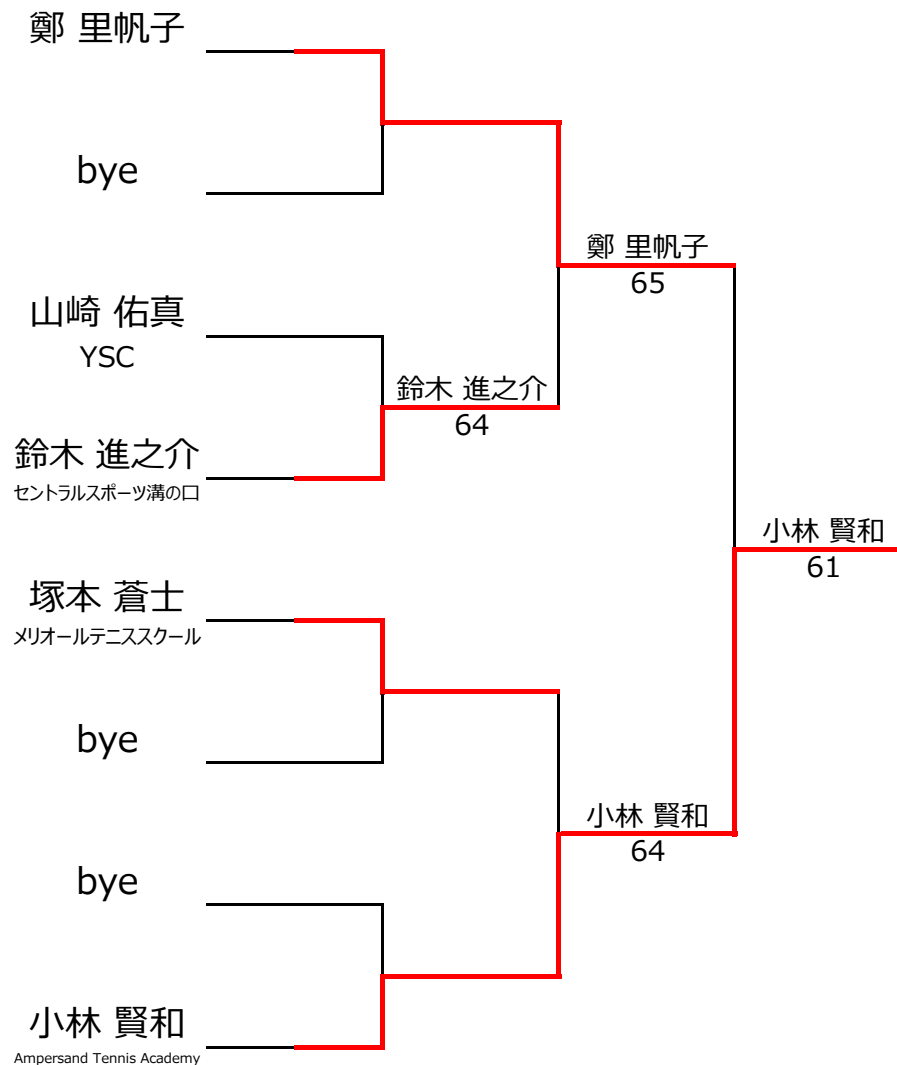 鄭 里帆子
bye
山崎 佑真
YSC
鈴木 進之介
セントラルスポーツ溝の口
塚本 蒼士
メリオールテニススクール
bye
bye
小林 賢和
Ampersand Tennis Academy
鈴木 進之介
64
鄭 里帆子
65
小林 賢和
64
小林 賢和
61